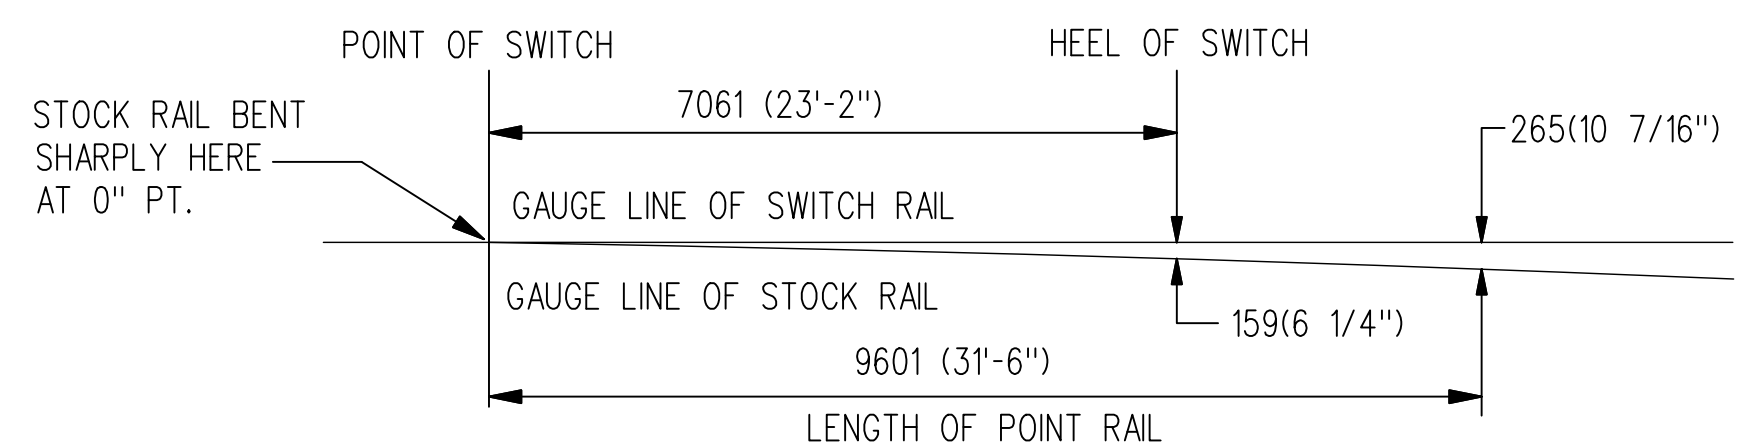 POINT OF SWITCH
HEEL OF SWITCH
STOCK RAIL BENT
SHARPLY HERE
AT 0" PT.
7061 (23'-2")
265(10 7/16")
GAUGE LINE OF SWITCH RAIL
GAUGE LINE OF STOCK RAIL
159(6 1/4")
9601 (31'-6")
LENGTH OF POINT RAIL